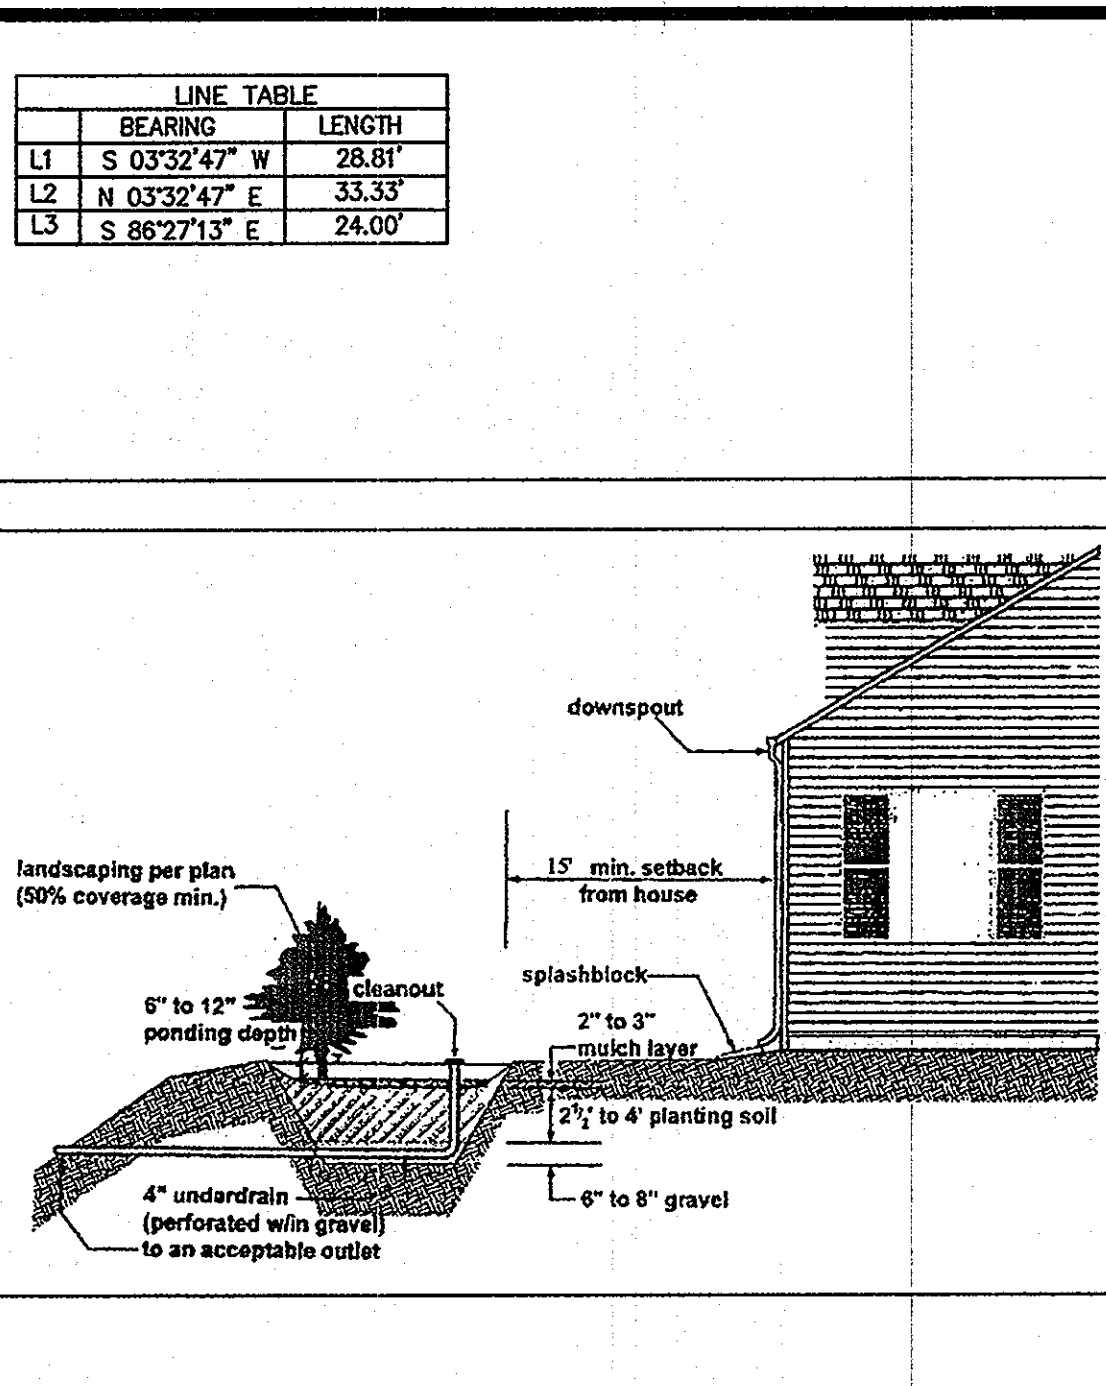 LINE TABLE
BEARING LENGTH
L1 S 03°32'47" W 28.81'
L2 N 03°32'47" E 33.33'
L3 S 86°27'13" E 24.00'
downspout
15' min. setback
from house
landscaping per plan
(50% coverage min.)
splashblock
cleanout
6" to 12"
ponding depth
2" to 3"
mulch layer
2½' to 4' planting soil
6" to 8" gravel
4" underdrain
(perforated w/in gravel)
to an acceptable outlet